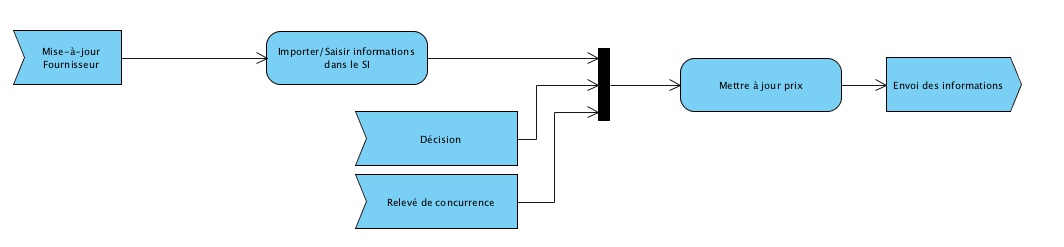 Mise-à-jour
Fournisseur
Importer/Saisir informations
dans le SI
Décision
Relevé de concurrence
Mettre à jour prix
Envoi des informations